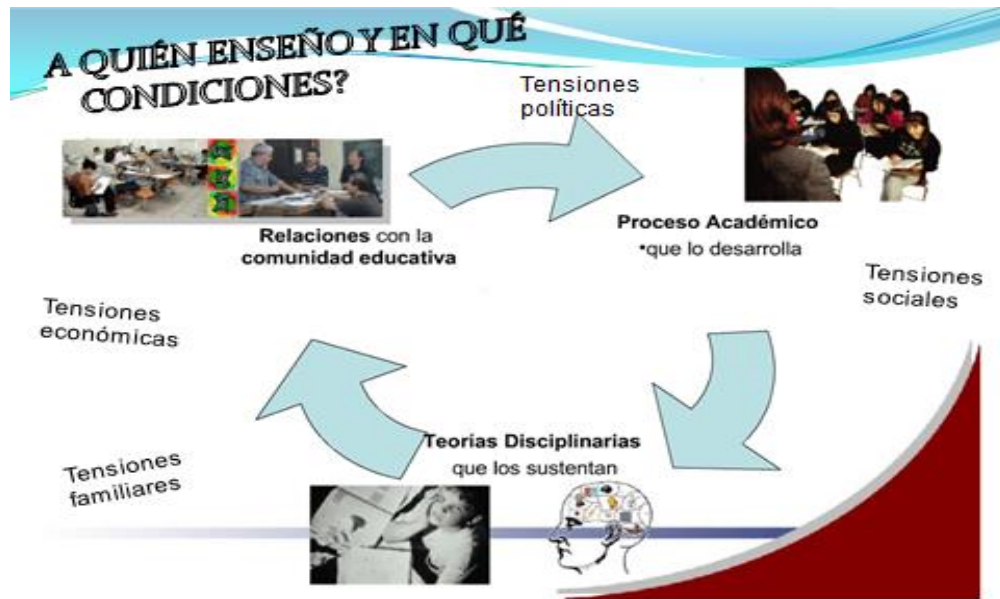 A QUIÉN ENSEÑO Y EN QUÉ
CONDICIONES?
Tensiones
políticas
Relaciones con la
comunidad educativa
Proceso Académico
•que lo desarrolla
Tensiones
sociales
Tensiones
económicas
Teorías Disciplinarias
que los sustentan
Tensiones
familiares